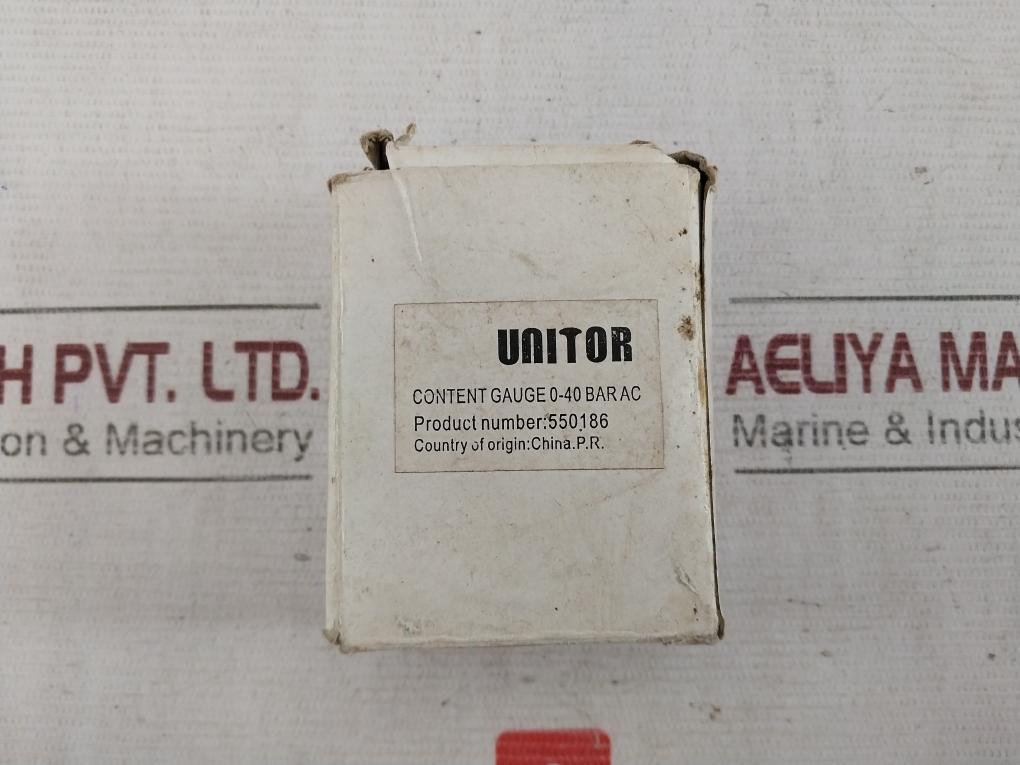 UNITOR
CONTENT GAUGE 0-40 BAR AC
Product number:550186
Country of origin:China.P.R.
H PVT. LTD.
on & Machinery
AELIYA MA
Marine & Indus